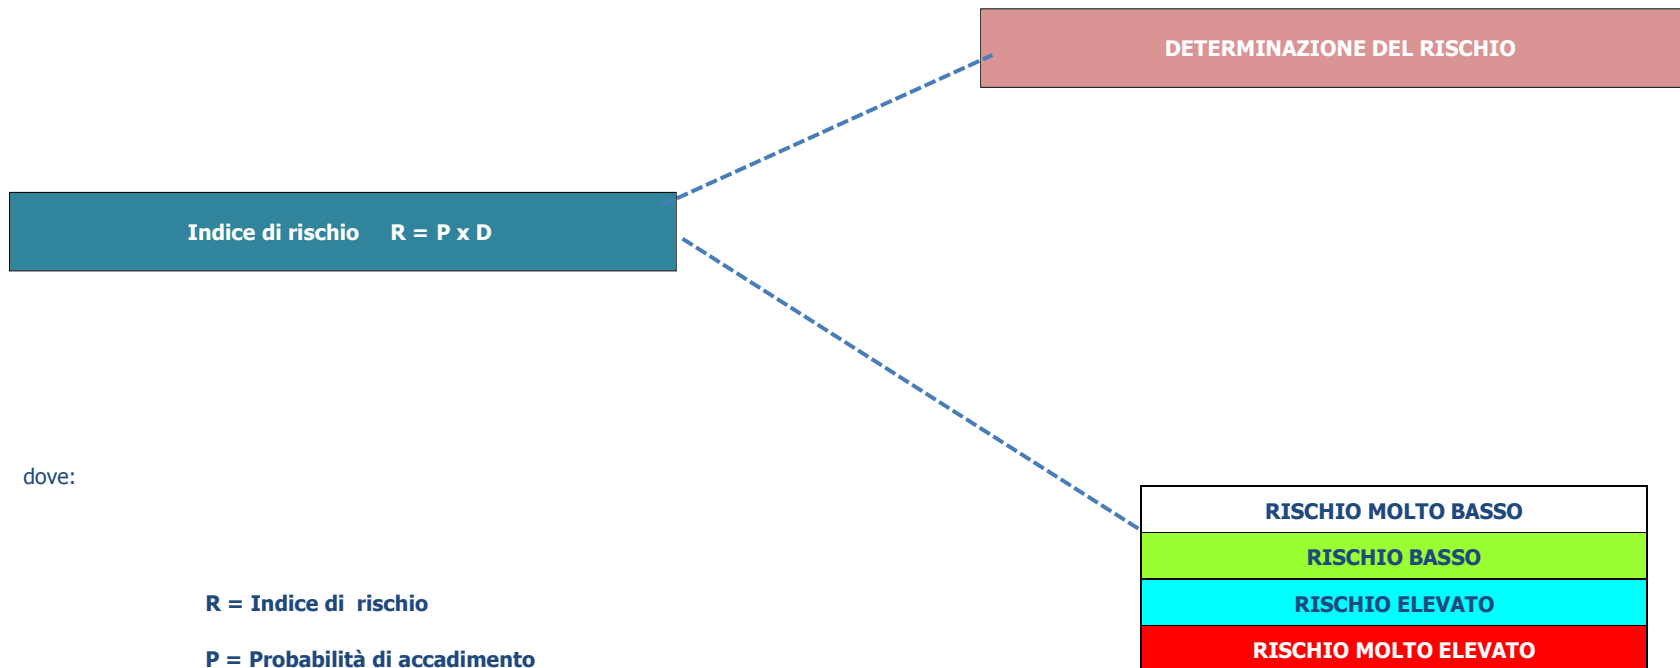 DETERMINAZIONE DEL RISCHIO
Indice di rischio R = P x D
dove:
R = Indice di rischio
P = Probabilità di accadimento
RISCHIO MOLTO BASSO
RISCHIO BASSO
RISCHIO ELEVATO
RISCHIO MOLTO ELEVATO